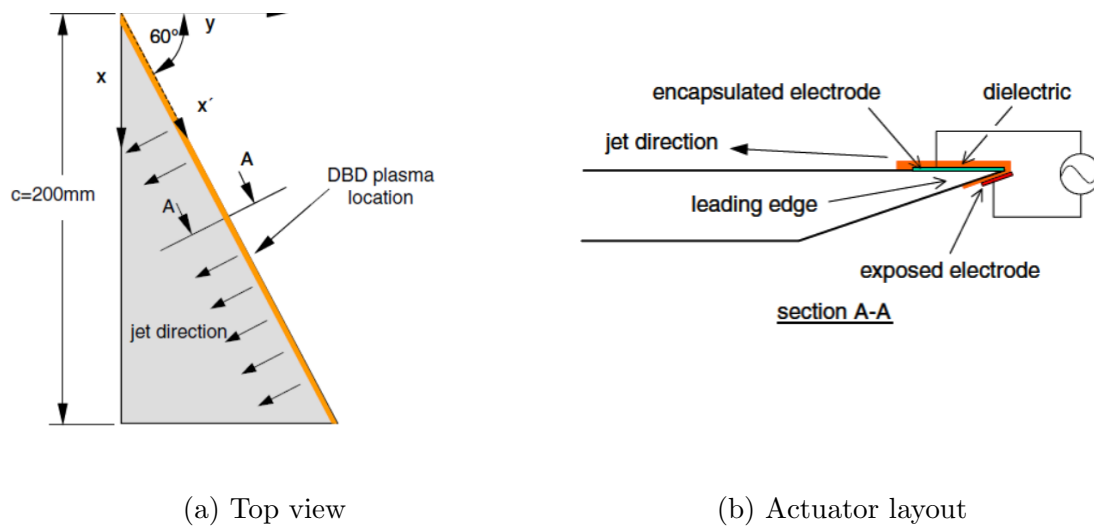 60°
y
x
x´
A
A
c=200mm
DBD plasma
location
jet direction
(a) Top view
encapsulated electrode
dielectric
jet direction
leading edge
exposed electrode
section A-A
(b) Actuator layout